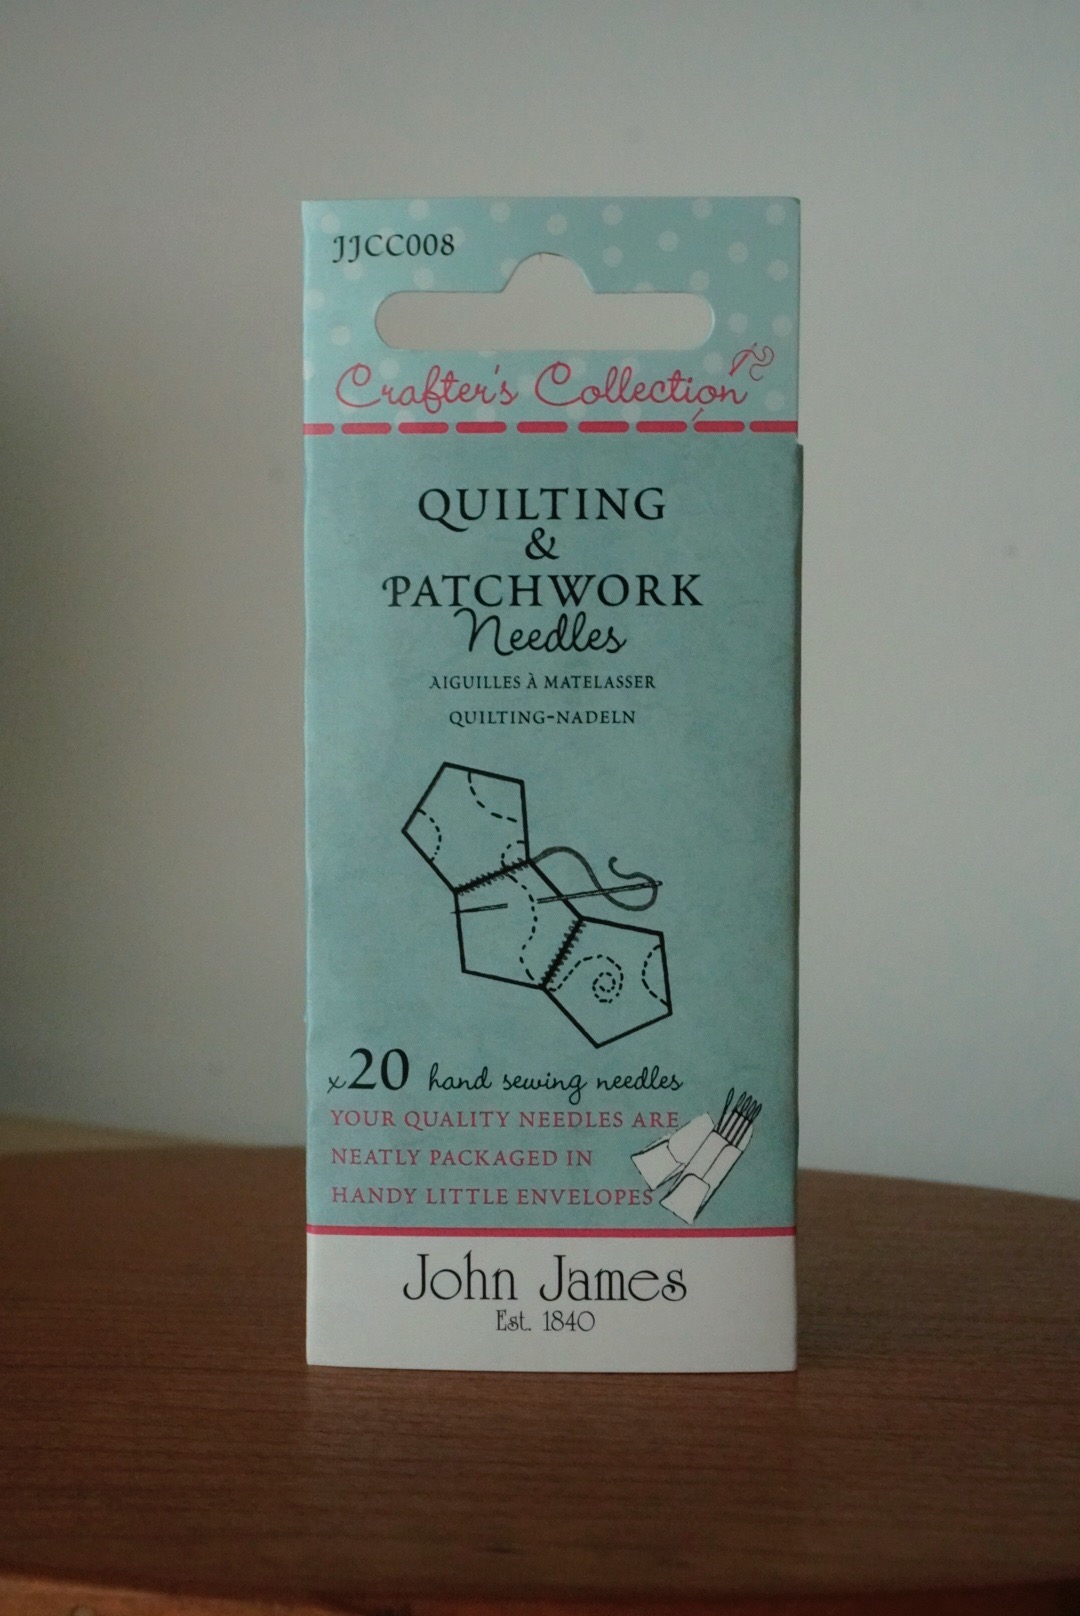 JJCC008
Crafter's Collection
QUILTING
&
PATCHWORK
Needles
AIGUILLES À MATELASSER
QUILTING-NADELN
x20 hand sewing needles
YOUR QUALITY NEEDLES ARE
NEATLY PACKAGED IN
HANDY LITTLE ENVELOPES
John James
Est. 1840